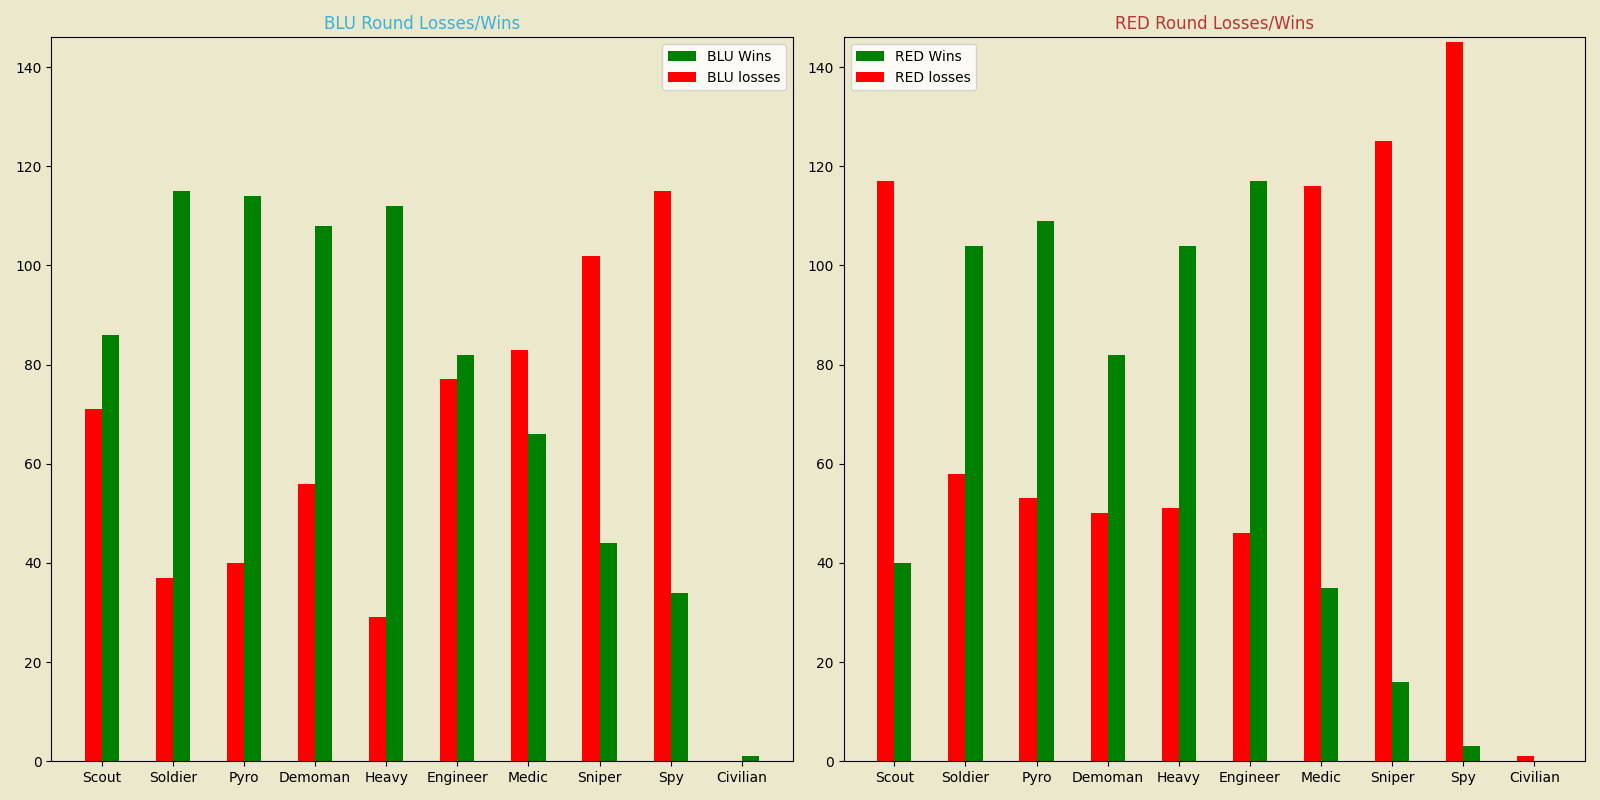 BLU Round Losses/Wins
BLU Wins
BLU losses
140
120
100
80
60
40
20
0
Scout Soldier Pyro Demoman Heavy Engineer Medic Sniper Spy Civilian
RED Round Losses/Wins
RED Wins
RED losses
140
120
100
80
60
40
20
0
Scout Soldier Pyro Demoman Heavy Engineer Medic Sniper Spy Civilian